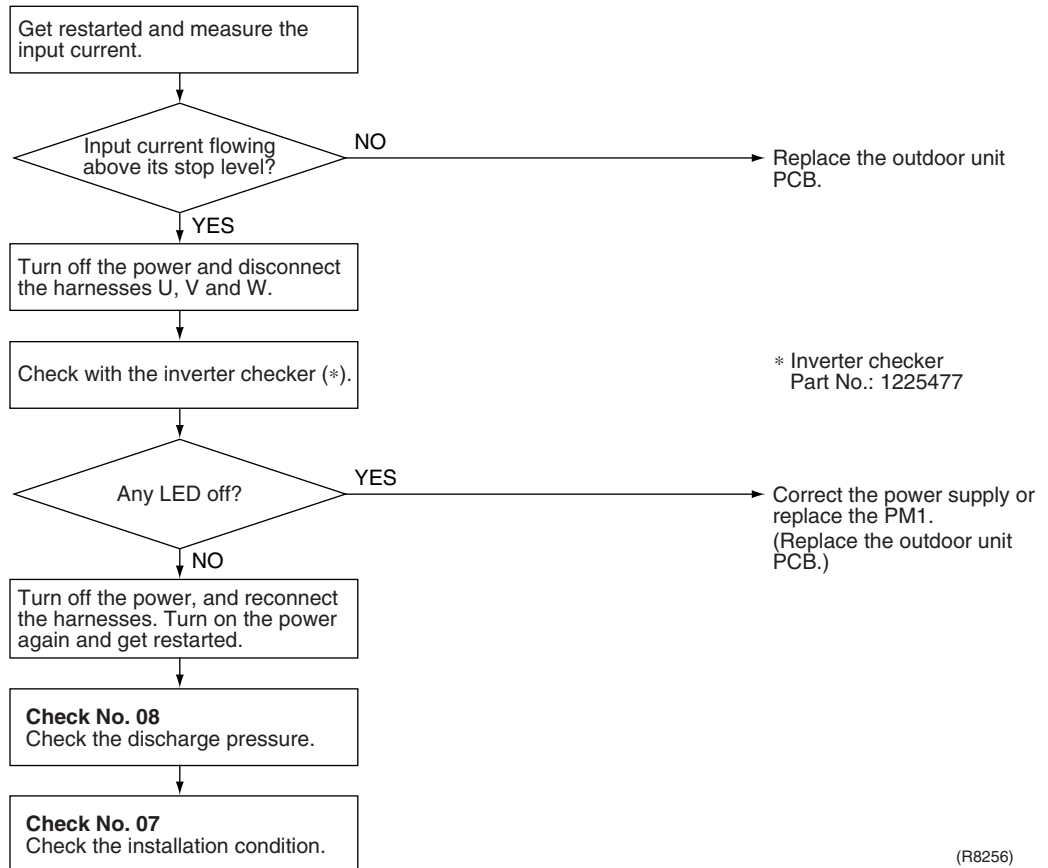 Get restarted and measure the
input current.
Input current flowing
above its stop level?
NO
Replace the outdoor unit
PCB.
YES
Turn off the power and disconnect
the harnesses U, V and W.
Check with the inverter checker (*).
* Inverter checker
Part No.: 1225477
Any LED off?
YES
Correct the power supply or
replace the PM1.
(Replace the outdoor unit
PCB.)
NO
Turn off the power, and reconnect
the harnesses. Turn on the power
again and get restarted.
Check No. 08
Check the discharge pressure.
Check No. 07
Check the installation condition.
(R8256)